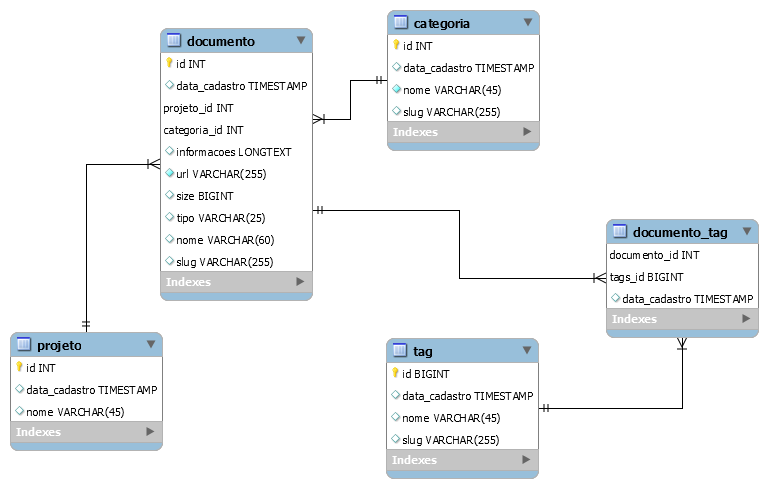 documento
id INT
data_cadastro TIMESTAMP
projeto_id INT
categoria_id INT
informacoes LONGTEXT
url VARCHAR(255)
size BIGINT
tipo VARCHAR(25)
nome VARCHAR(60)
slug VARCHAR(255)
Indexes
categoria
id INT
data_cadastro TIMESTAMP
nome VARCHAR(45)
slug VARCHAR(255)
Indexes
documento_tag
documento_id INT
tags_id BIGINT
data_cadastro TIMESTAMP
Indexes
projeto
id INT
data_cadastro TIMESTAMP
nome VARCHAR(45)
Indexes
tag
id BIGINT
data_cadastro TIMESTAMP
nome VARCHAR(45)
slug VARCHAR(255)
Indexes